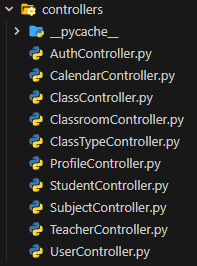 controllers
__pycache__
AuthController.py
CalendarController.py
ClassController.py
ClassroomController.py
ClassTypeController.py
ProfileController.py
StudentController.py
SubjectController.py
TeacherController.py
UserController.py